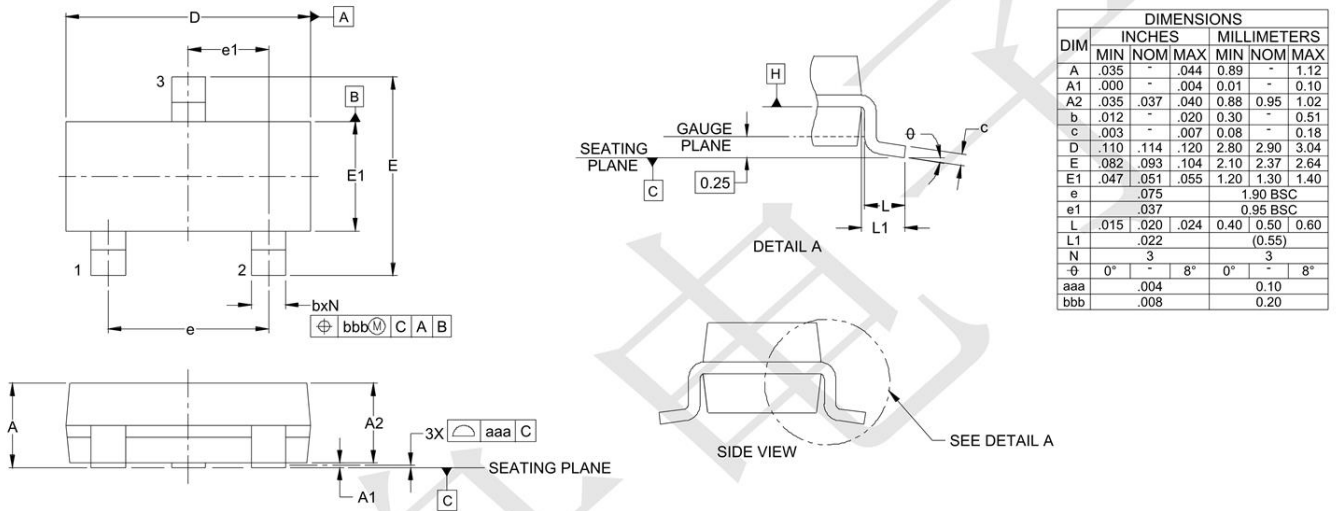 D
A
e1
3
B
E1
E
1
2
bxN
e
⌖ bbbⓂ C A B
A
A2
3X ⌓ aaa C
SEATING PLANE
A1
C
H
GAUGE
PLANE
SEATING
PLANE
C
0.25
θ
c
L
L1
DETAIL A
SIDE VIEW
SEE DETAIL A
DIMENSIONS
DIM INCHES MILLIMETERS
MIN NOM MAX MIN NOM MAX
A .035 - .044 0.89 - 1.12
A1 .000 - .004 0.01 - 0.10
A2 .035 .037 .040 0.88 0.95 1.02
b .012 - .020 0.30 - 0.51
c .003 - .007 0.08 - 0.18
D .110 .114 .120 2.80 2.90 3.04
E .082 .093 .104 2.10 2.37 2.64
E1 .047 .051 .055 1.20 1.30 1.40
e .075 1.90 BSC
e1 .037 0.95 BSC
L .015 .020 .024 0.40 0.50 0.60
L1 .022 (0.55)
N 3 3
θ 0° - 8° 0° - 8°
aaa .004 0.10
bbb .008 0.20